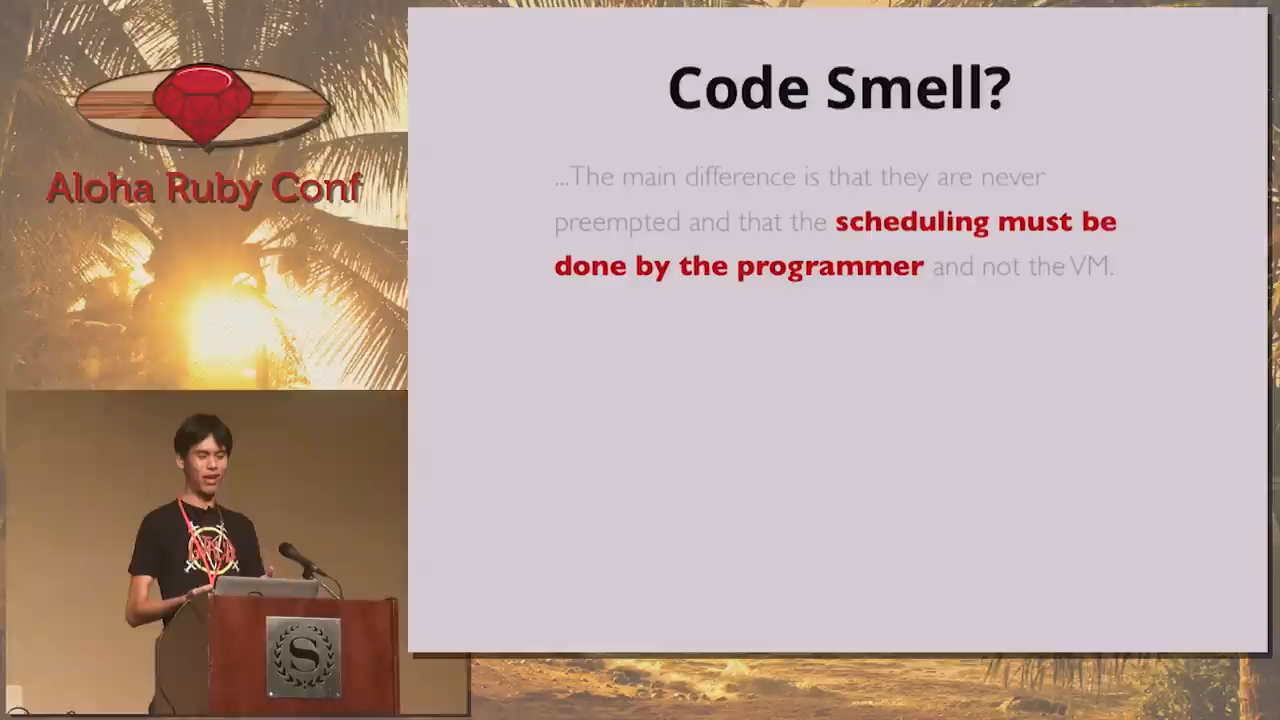 Aloha Ruby Conf
Code Smell?
...The main difference is that they are never
preempted and that the scheduling must be
done by the programmer and not the VM.
S